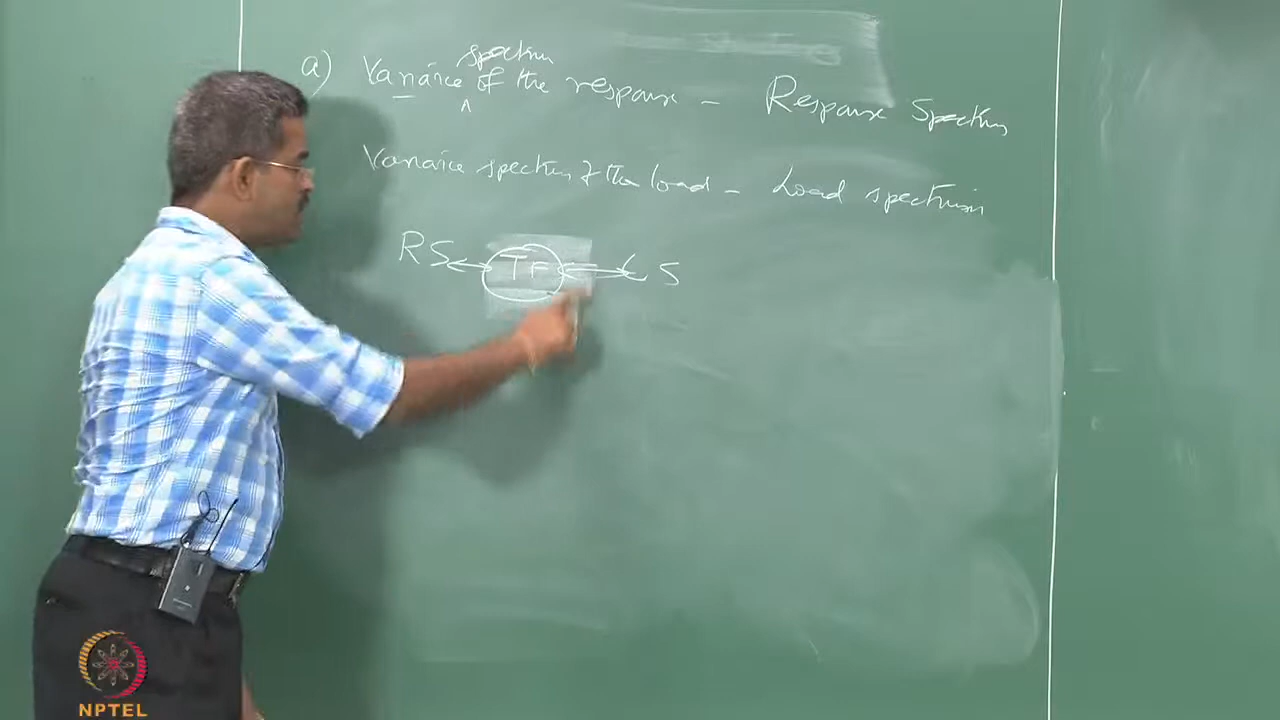 a) Variance spectrum of the response - Response Spectrum
Variance spectrum of the load - Load spectrum
RS TF LS
NPTEL